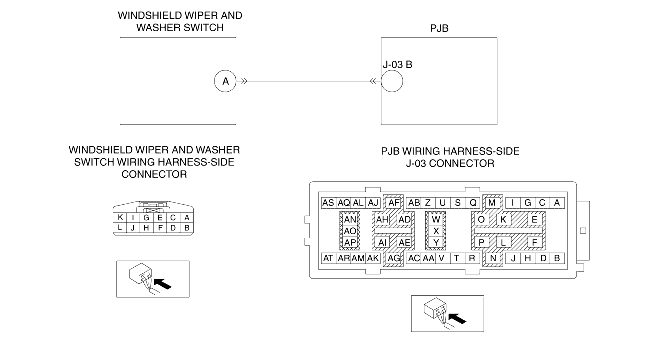 WINDSHIELD WIPER AND
WASHER SWITCH
PJB
J-03 B
A
WINDSHIELD WIPER AND WASHER
SWITCH WIRING HARNESS-SIDE
CONNECTOR
PJB WIRING HARNESS-SIDE
J-03 CONNECTOR
K I G E C A
L J H F D B
AS AQ AL AJ AF AB Z U S Q M I G C A
AN AH AD W O K E
AO X
AP AI AE Y P L F
AT AR AM AK AG AC AA V T R N J H D B